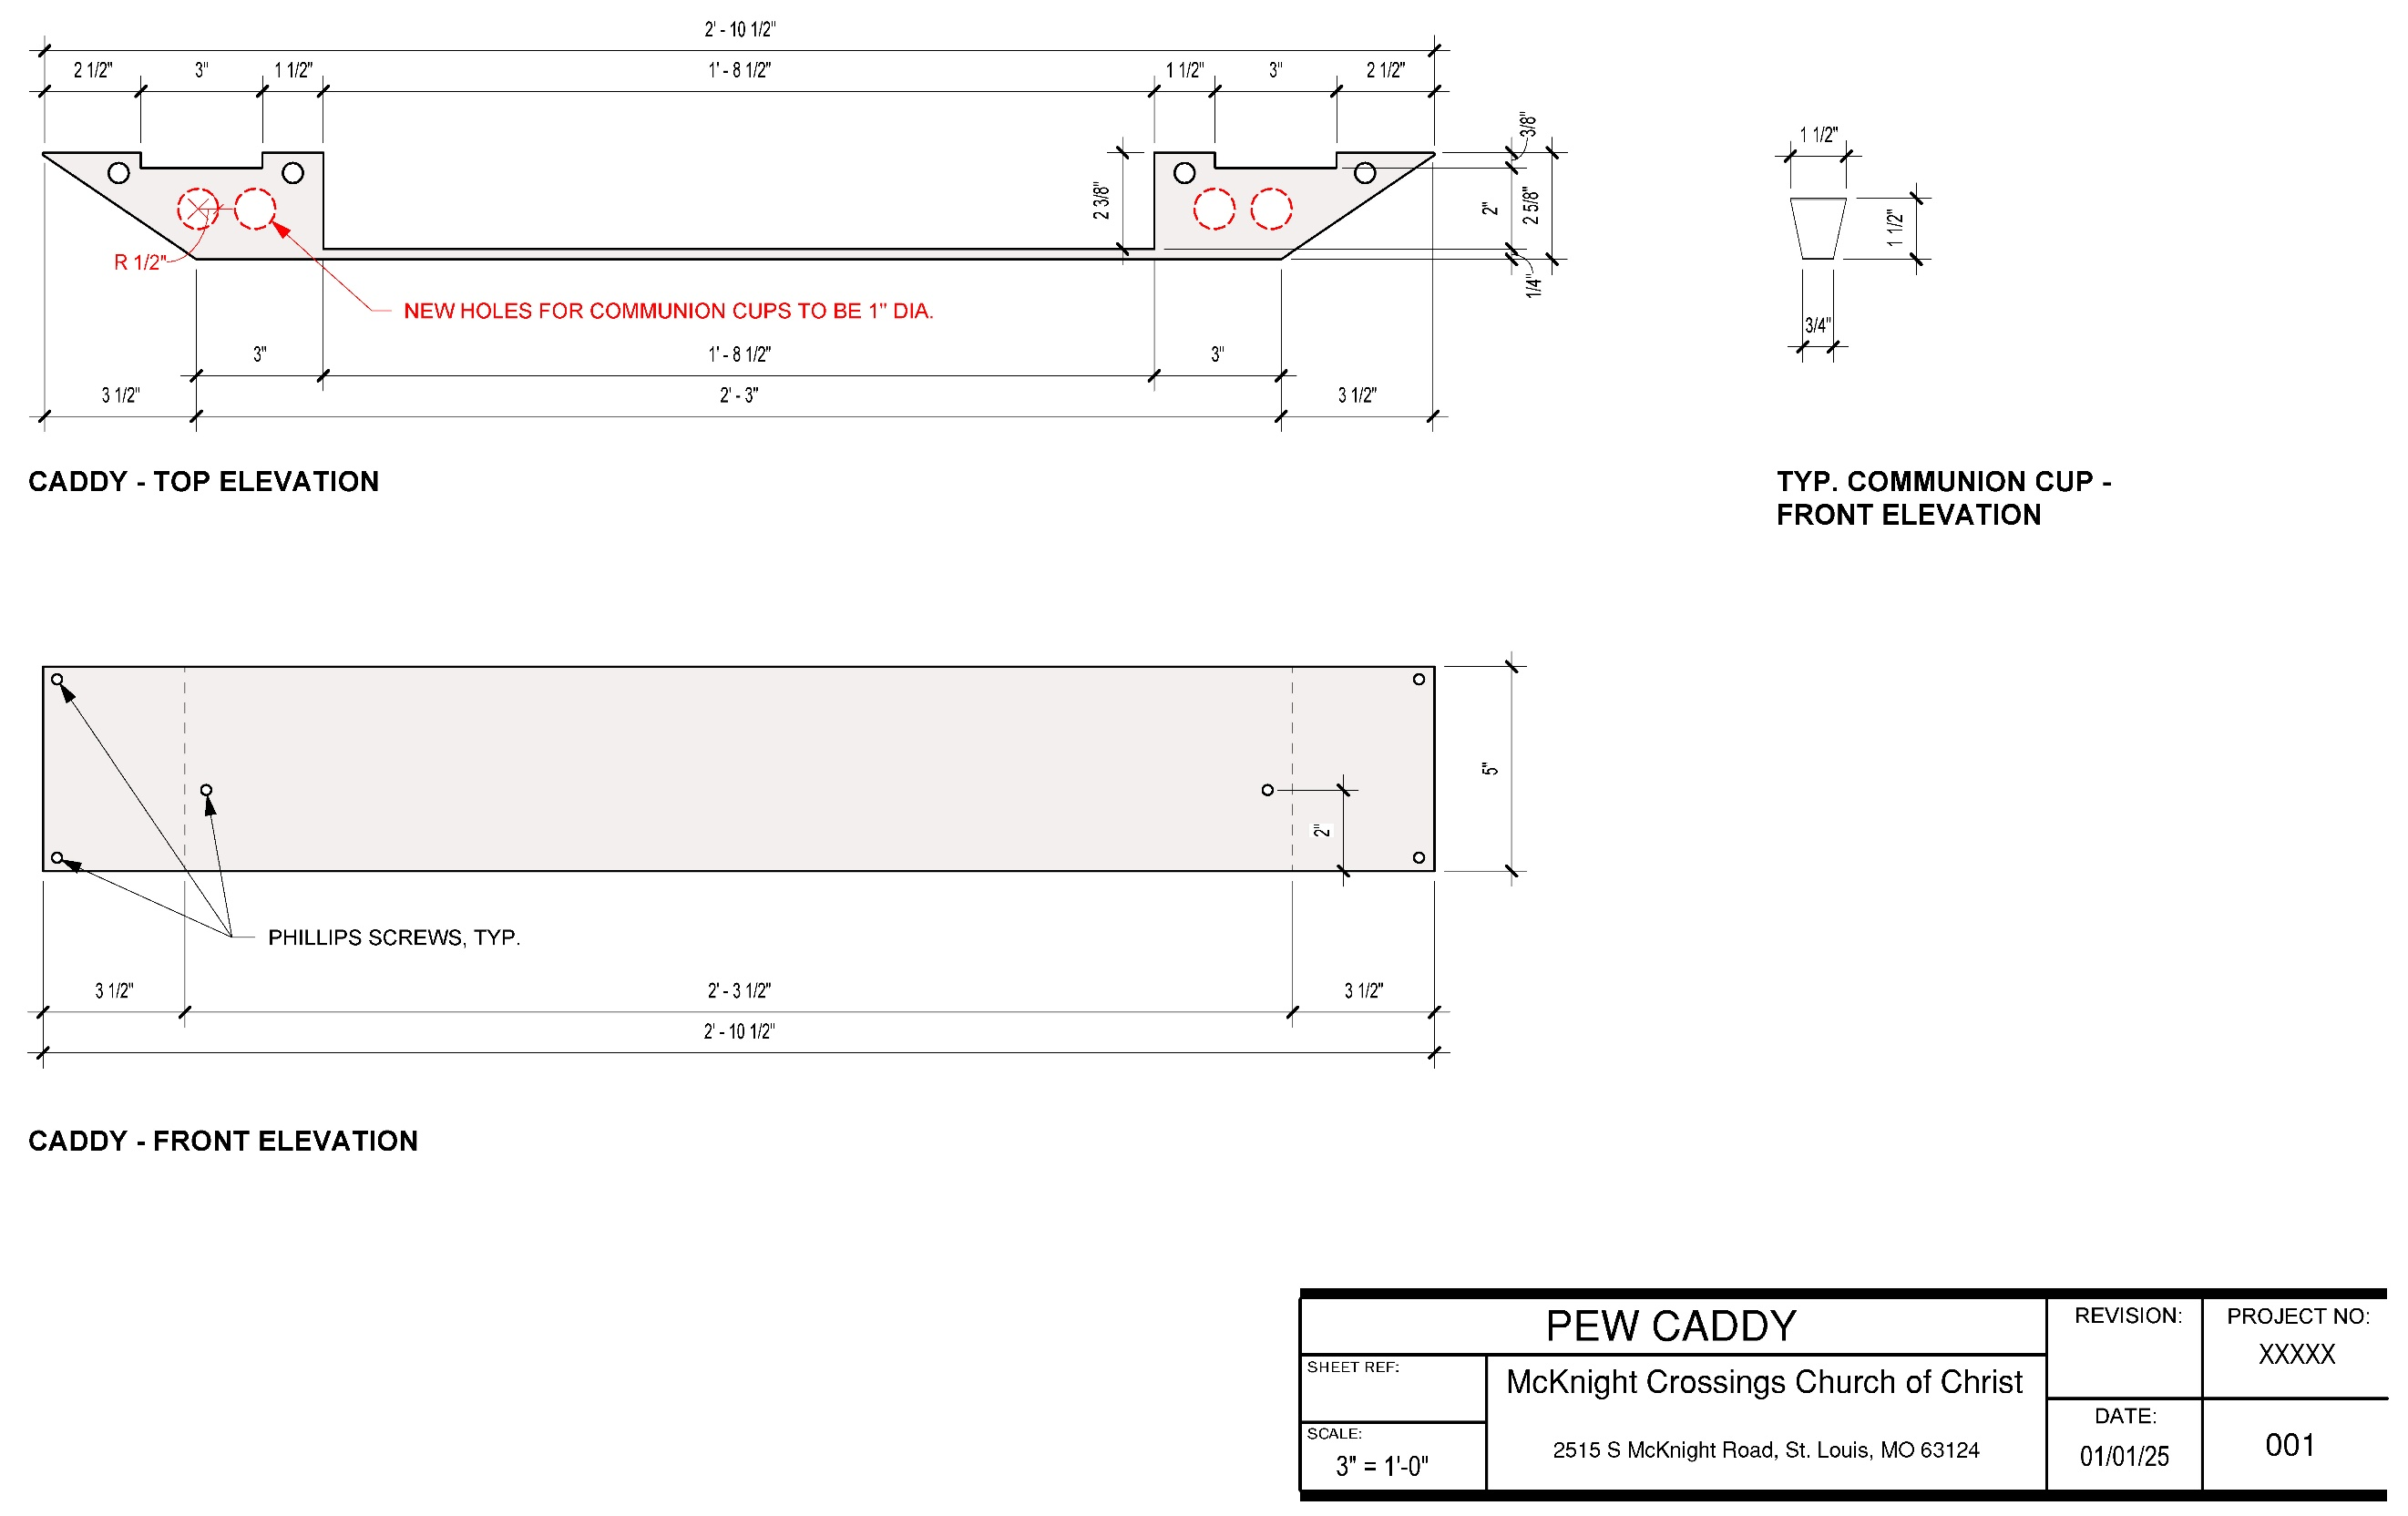 2' - 10 1/2"
2 1/2"
3"
1 1/2"
1' - 8 1/2"
1 1/2"
3"
2 1/2"
3/8"
2 3/8"
2"
2 5/8"
1/4"
R 1/2"
NEW HOLES FOR COMMUNION CUPS TO BE 1" DIA.
3"
1' - 8 1/2"
3"
3 1/2"
2' - 3"
3 1/2"
CADDY - TOP ELEVATION
1 1/2"
1 1/2"
3/4"
TYP. COMMUNION CUP -
FRONT ELEVATION
5"
2"
PHILLIPS SCREWS, TYP.
3 1/2"
2' - 3 1/2"
3 1/2"
2' - 10 1/2"
CADDY - FRONT ELEVATION
PEW CADDY
SHEET REF:
McKnight Crossings Church of Christ
SCALE:
3" = 1'-0"
2515 S McKnight Road, St. Louis, MO 63124
REVISION:
PROJECT NO:
XXXXX
DATE:
01/01/25
001